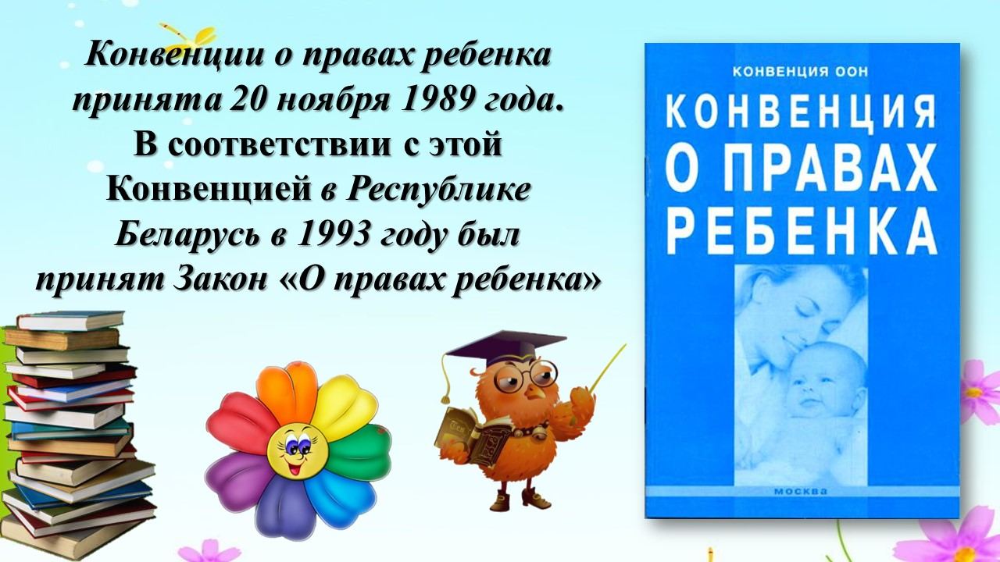 Конвенции о правах ребенка
принята 20 ноября 1989 года.
В соответствии с этой
Конвенцией в Республике
Беларусь в 1993 году был
принят Закон «О правах ребенка»
КОНВЕНЦИЯ ООН
КОНВЕНЦИЯ
О ПРАВАХ
РЕБЕНКА
МОСКВА